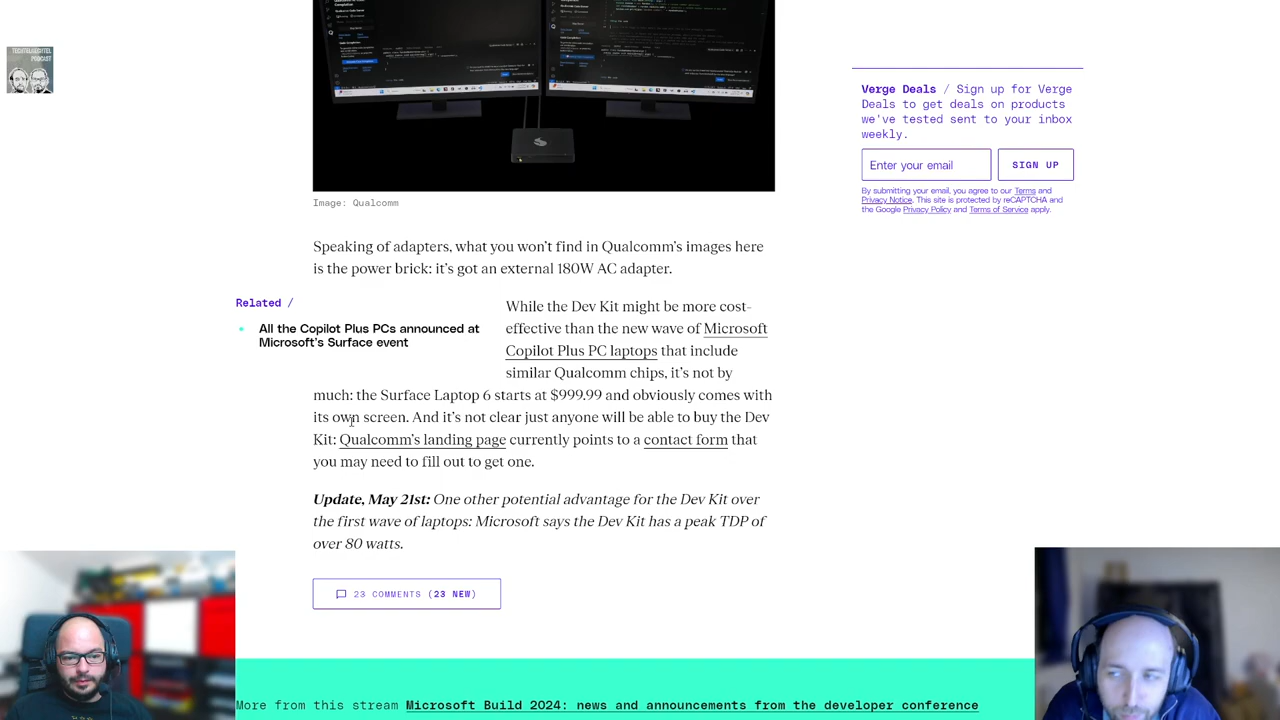 TECHTELMECHTEL
PODCAST
Image: Qualcomm
Speaking of adapters, what you won't find in Qualcomm's images here
is the power brick: it's got an external 180W AC adapter.
Related /
All the Copilot Plus PCs announced at
Microsoft's Surface event
While the Dev Kit might be more cost-
effective than the new wave of Microsoft
Copilot Plus PC laptops that include
similar Qualcomm chips, it's not by
much: the Surface Laptop 6 starts at $999.99 and obviously comes with
its own screen. And it's not clear just anyone will be able to buy the Dev
Kit: Qualcomm's landing page currently points to a contact form that
you may need to fill out to get one.
Update, May 21st: One other potential advantage for the Dev Kit over
the first wave of laptops: Microsoft says the Dev Kit has a peak TDP of
over 80 watts.
23 COMMENTS (23 NEW)
More from this stream Microsoft Build 2024: news and announcements from the developer conference
Verge Deals / Sign up for Verge
Deals to get deals on products
we've tested sent to your inbox
weekly.
Enter your email
SIGN UP
By submitting your email, you agree to our Terms and
Privacy Notice. This site is protected by reCAPTCHA and
the Google Privacy Policy and Terms of Service apply.